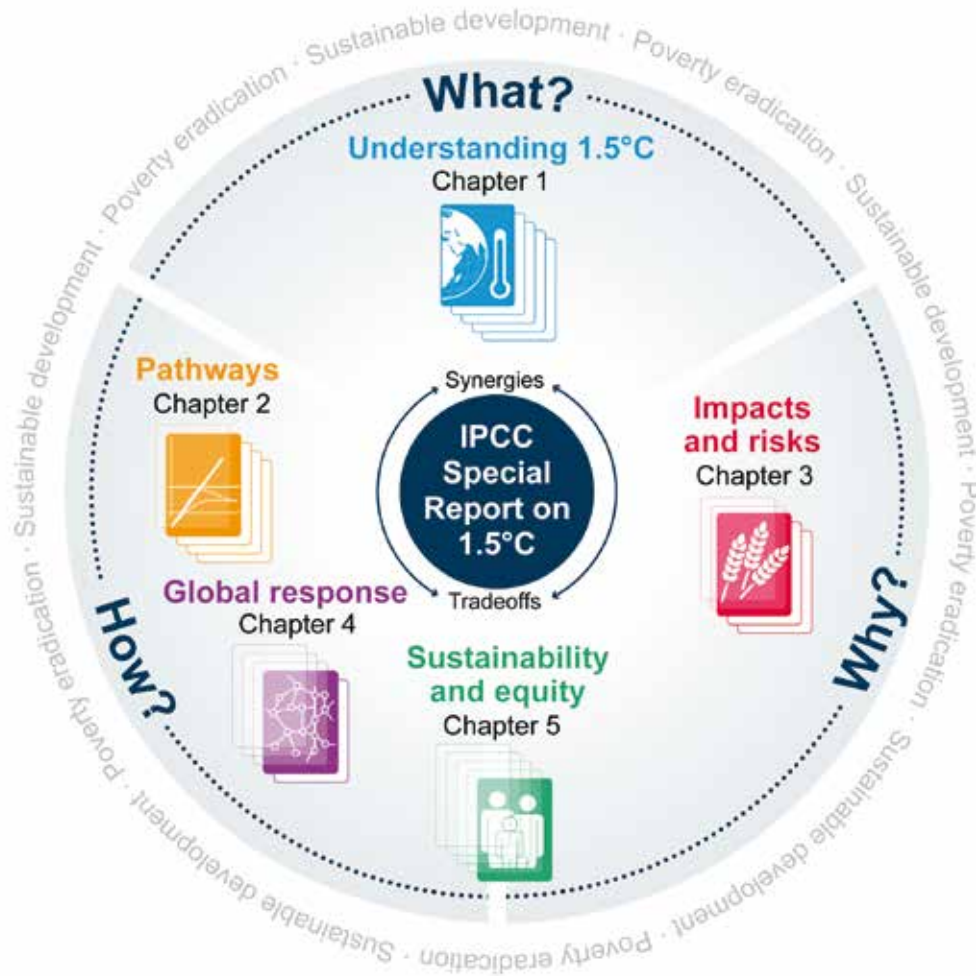 Sustainable development · Poverty eradication · Sustainable development · Poverty eradication · Sustainable development · Poverty eradication · Sustainable development · Poverty eradication · Sustainable development · Poverty eradication · Sustainable development · Poverty eradication ·
What?
Understanding 1.5°C
Chapter 1
Pathways
Chapter 2
Synergies
IPCC
Special
Report on
1.5°C
Tradeoffs
Impacts
and risks
Chapter 3
Why?
How?
Global response
Chapter 4
Sustainability
and equity
Chapter 5